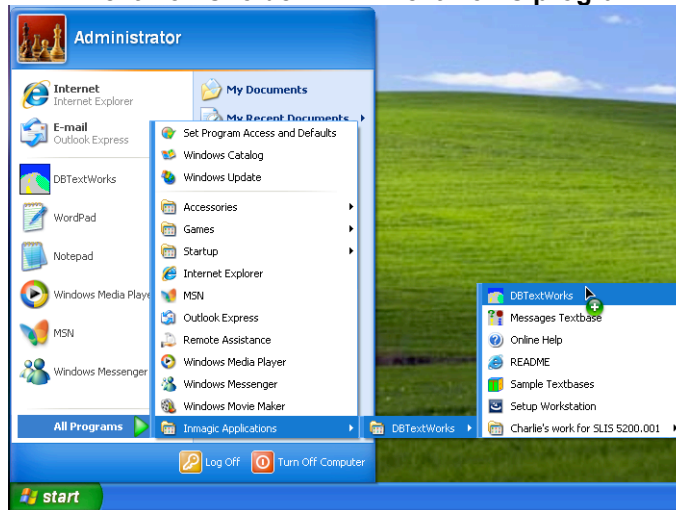 Administrator
Internet
Internet Explorer
E-mail
Outlook Express
DBTextWorks
WordPad
Notepad
Windows Media Playe
MSN
Windows Messenger
All Programs
My Documents
My Recent Documents
Set Program Access and Defaults
Windows Catalog
Windows Update
Accessories
Games
Startup
Internet Explorer
MSN
Outlook Express
Remote Assistance
Windows Media Player
Windows Messenger
Windows Movie Maker
Inmagic Applications
DBTextWorks
DBTextWorks
Messages Textbase
Online Help
README
Sample Textbases
Setup Workstation
Charlie's work for SLIS 5200.001
Log Off
Turn Off Computer
start